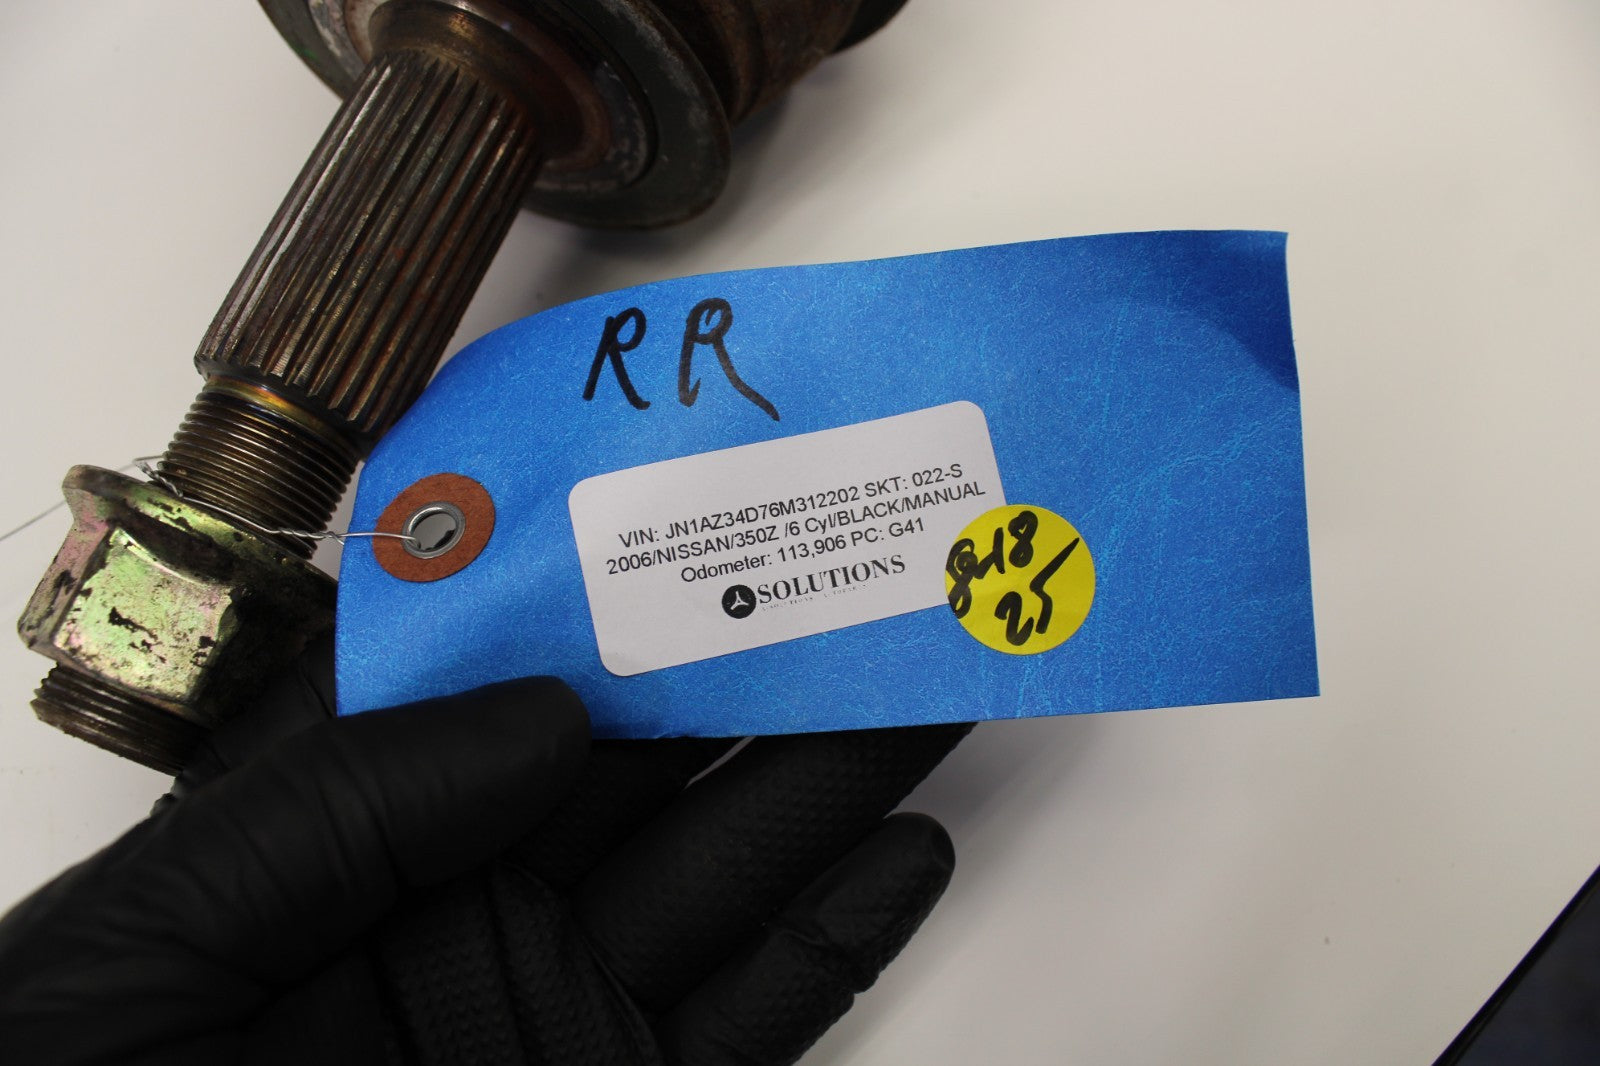 RR
VIN: JN1AZ34D76M312202 SKT: 022-S
2006/NISSAN/350Z /6 Cyl/BLACK/MANUAL
Odometer: 113,906 PC: G41
SOLUTIONS
25